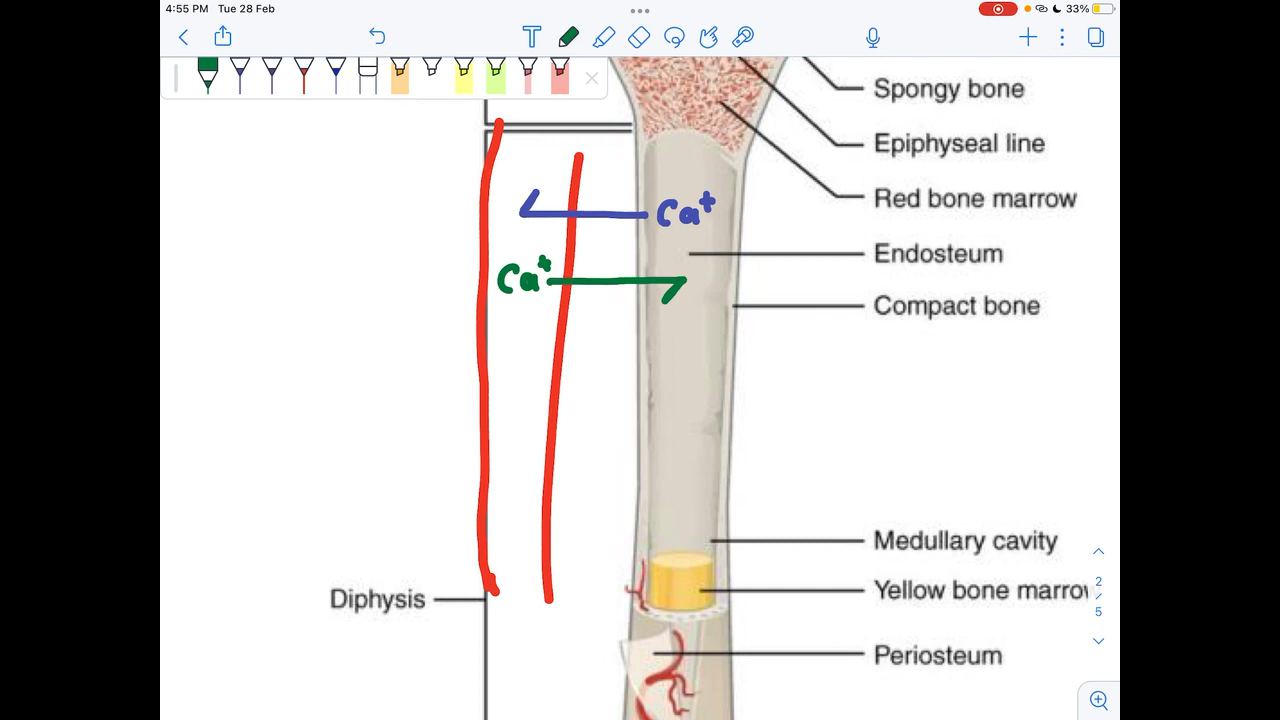 4:55 PM Tue 28 Feb
33%
T
Spongy bone
Epiphyseal line
Red bone marrow
Ca+
Endosteum
Ca+
Compact bone
Medullary cavity
2
Yellow bone marrow
5
Diphysis
Periosteum